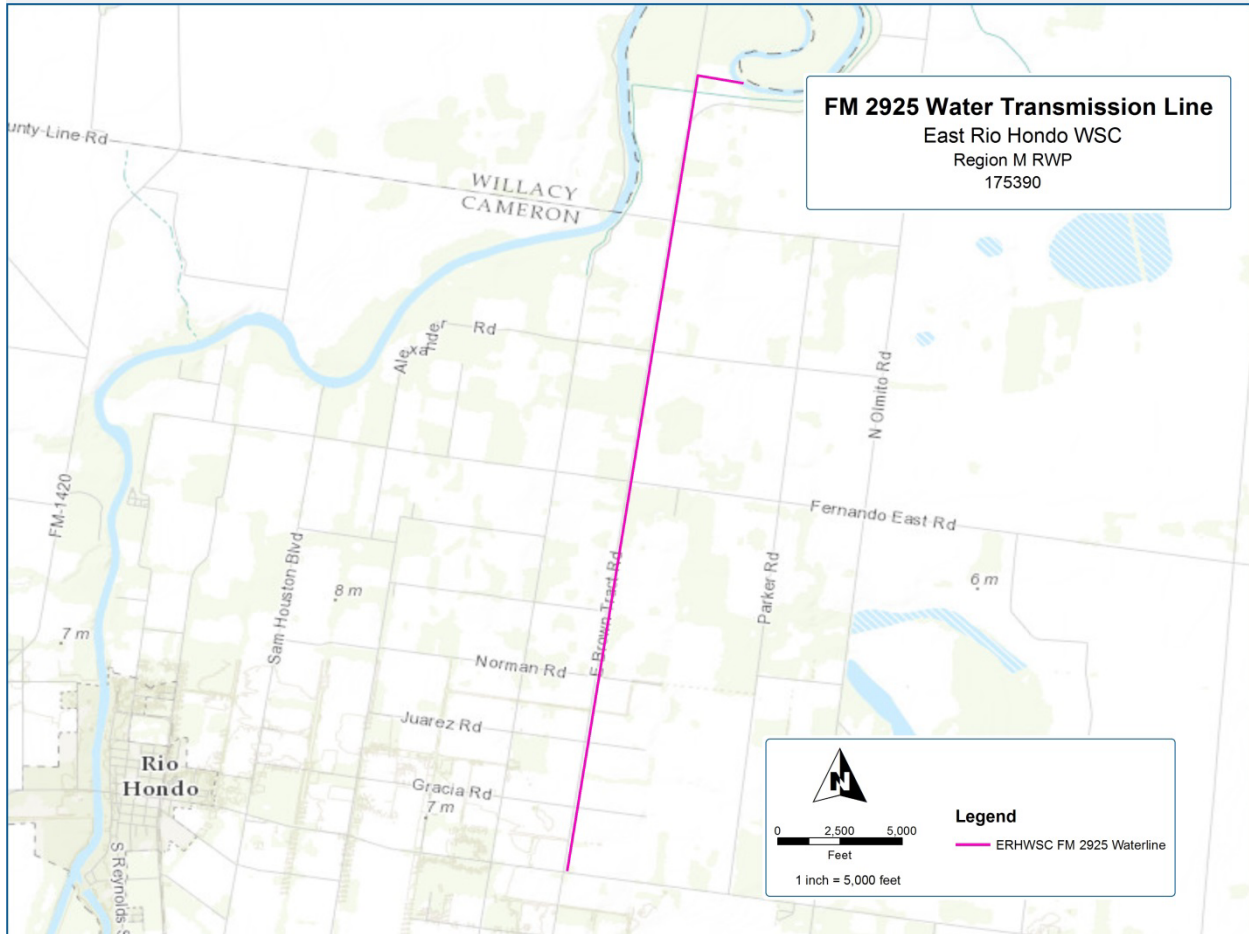 FM 2925 Water Transmission Line
East Rio Hondo WSC
Region M RWP
175390
unty Line Rd
WILLACY
CAMERON
Alexander Rd
N Olmito Rd
FM-1420
Fernando East Rd
Sam Houston Blvd
E Brown Tract Rd
Parker Rd
8 m
6 m
7 m
Norman Rd
Juarez Rd
Rio
Hondo
Gracia Rd
7 m
S Reynolds S
N
Legend
0 2,500 5,000
Feet
ERHWSC FM 2925 Waterline
1 inch = 5,000 feet